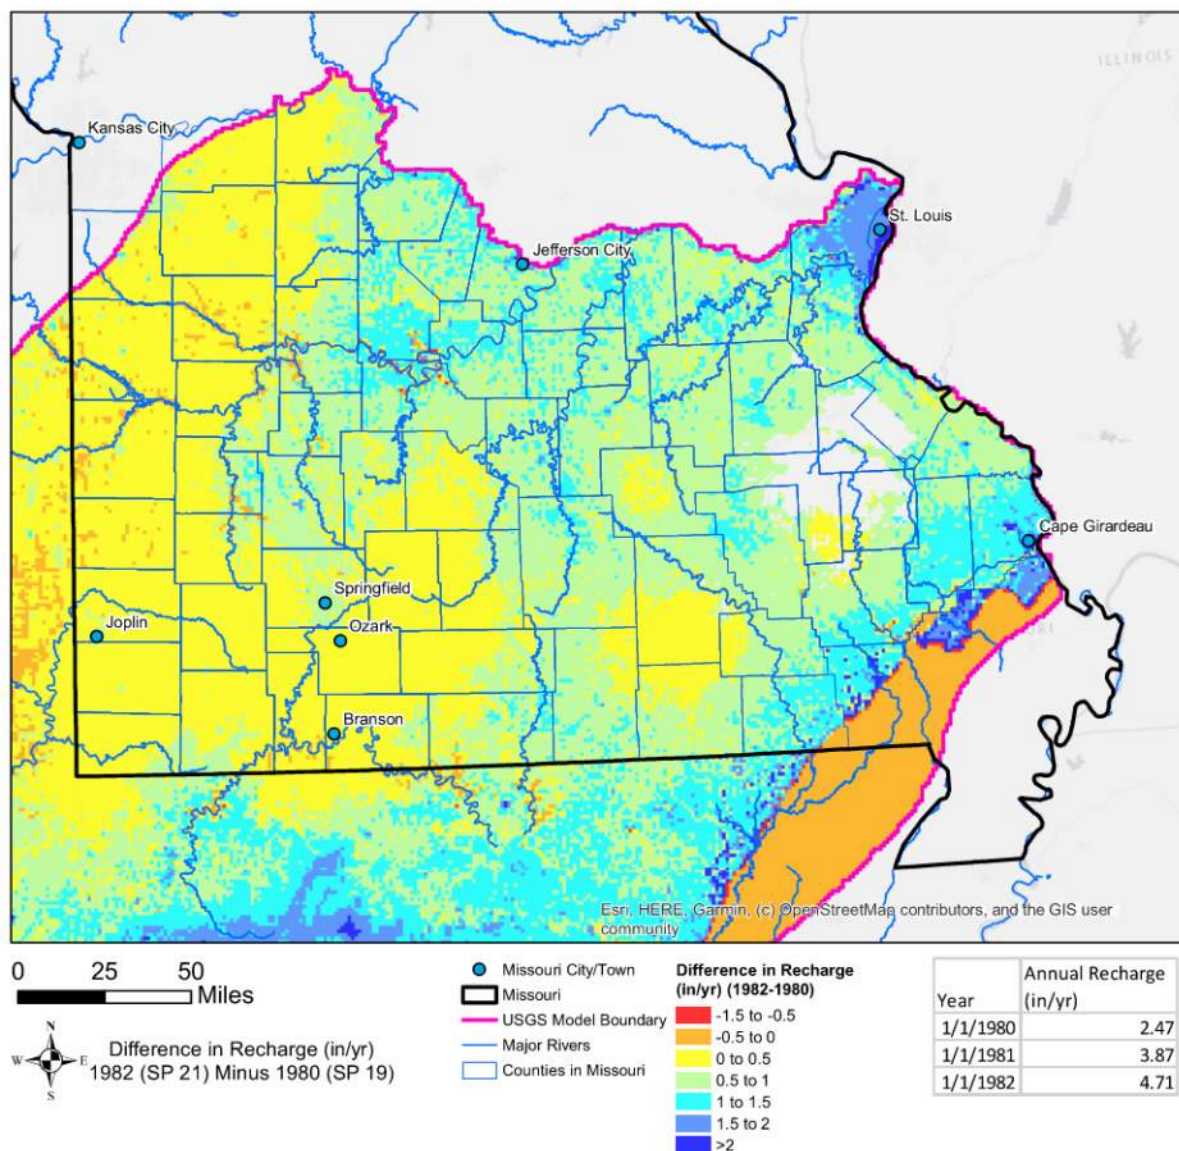 ILLINOIS
Kansas City
St. Louis
Jefferson City
Cape Girardeau
Springfield
Joplin
Ozark
Branson
Esri, HERE, Garmin, (c) OpenStreetMap contributors, and the GIS user
community
0 25 50
Miles
N
W E
S
Difference in Recharge (in/yr)
1982 (SP 21) Minus 1980 (SP 19)
Missouri City/Town
Missouri
USGS Model Boundary
Major Rivers
Counties in Missouri
Difference in Recharge
(in/yr) (1982-1980)
-1.5 to -0.5
-0.5 to 0
0 to 0.5
0.5 to 1
1 to 1.5
1.5 to 2
>2
Year Annual Recharge (in/yr)
1/1/1980 2.47
1/1/1981 3.87
1/1/1982 4.71